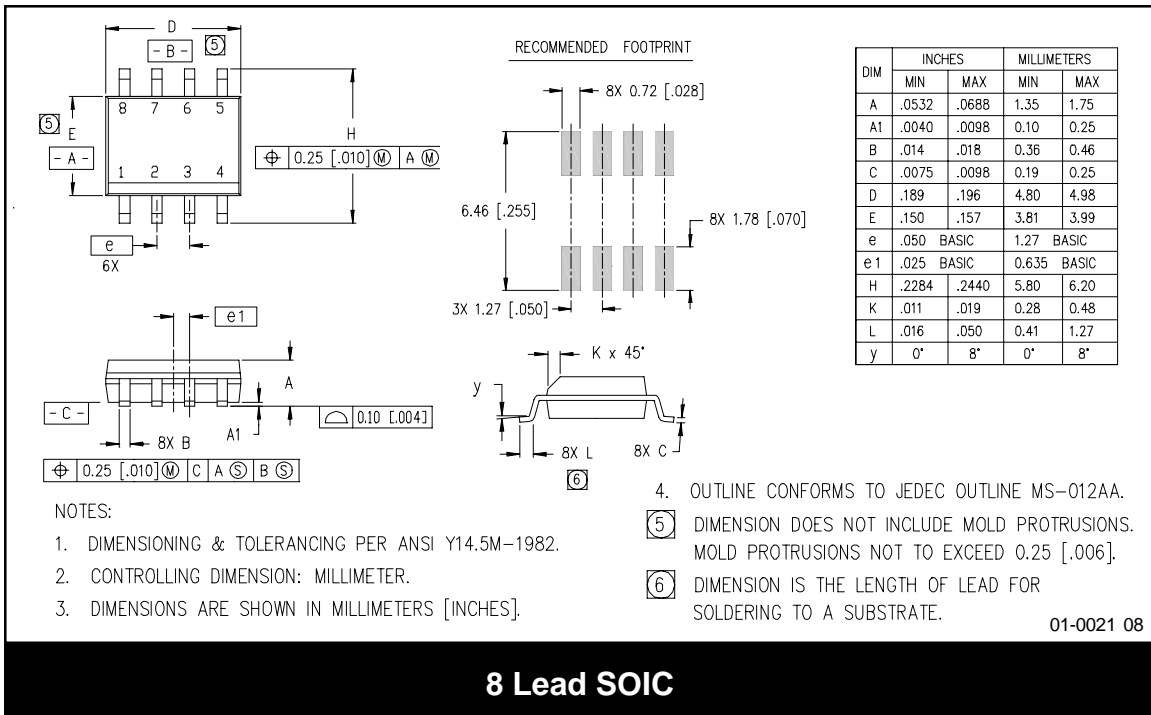 D
- B -
5
8 7 6 5
5
E
H
- A -
⌖ 0.25 [.010] Ⓜ A Ⓜ
1 2 3 4
e
6X
RECOMMENDED FOOTPRINT
8X 0.72 [.028]
6.46 [.255]
8X 1.78 [.070]
3X 1.27 [.050]
DIM INCHES MILLIMETERS
MIN MAX MIN MAX
A .0532 .0688 1.35 1.75
A1 .0040 .0098 0.10 0.25
B .014 .018 0.36 0.46
C .0075 .0098 0.19 0.25
D .189 .196 4.80 4.98
E .150 .157 3.81 3.99
e .050 BASIC 1.27 BASIC
e1 .025 BASIC 0.635 BASIC
H .2284 .2440 5.80 6.20
K .011 .019 0.28 0.48
L .016 .050 0.41 1.27
y 0° 8° 0° 8°
e1
A
- C -
8X B
A1
⌓ 0.10 [.004]
⌖ 0.25 [.010] Ⓜ C A Ⓢ B Ⓢ
K x 45°
y
8X L
8X C
6
NOTES:
1. DIMENSIONING & TOLERANCING PER ANSI Y14.5M-1982.
2. CONTROLLING DIMENSION: MILLIMETER.
3. DIMENSIONS ARE SHOWN IN MILLIMETERS [INCHES].
4. OUTLINE CONFORMS TO JEDEC OUTLINE MS-012AA.
5 DIMENSION DOES NOT INCLUDE MOLD PROTRUSIONS.
MOLD PROTRUSIONS NOT TO EXCEED 0.25 [.006].
6 DIMENSION IS THE LENGTH OF LEAD FOR
SOLDERING TO A SUBSTRATE.
01-0021 08
8 Lead SOIC